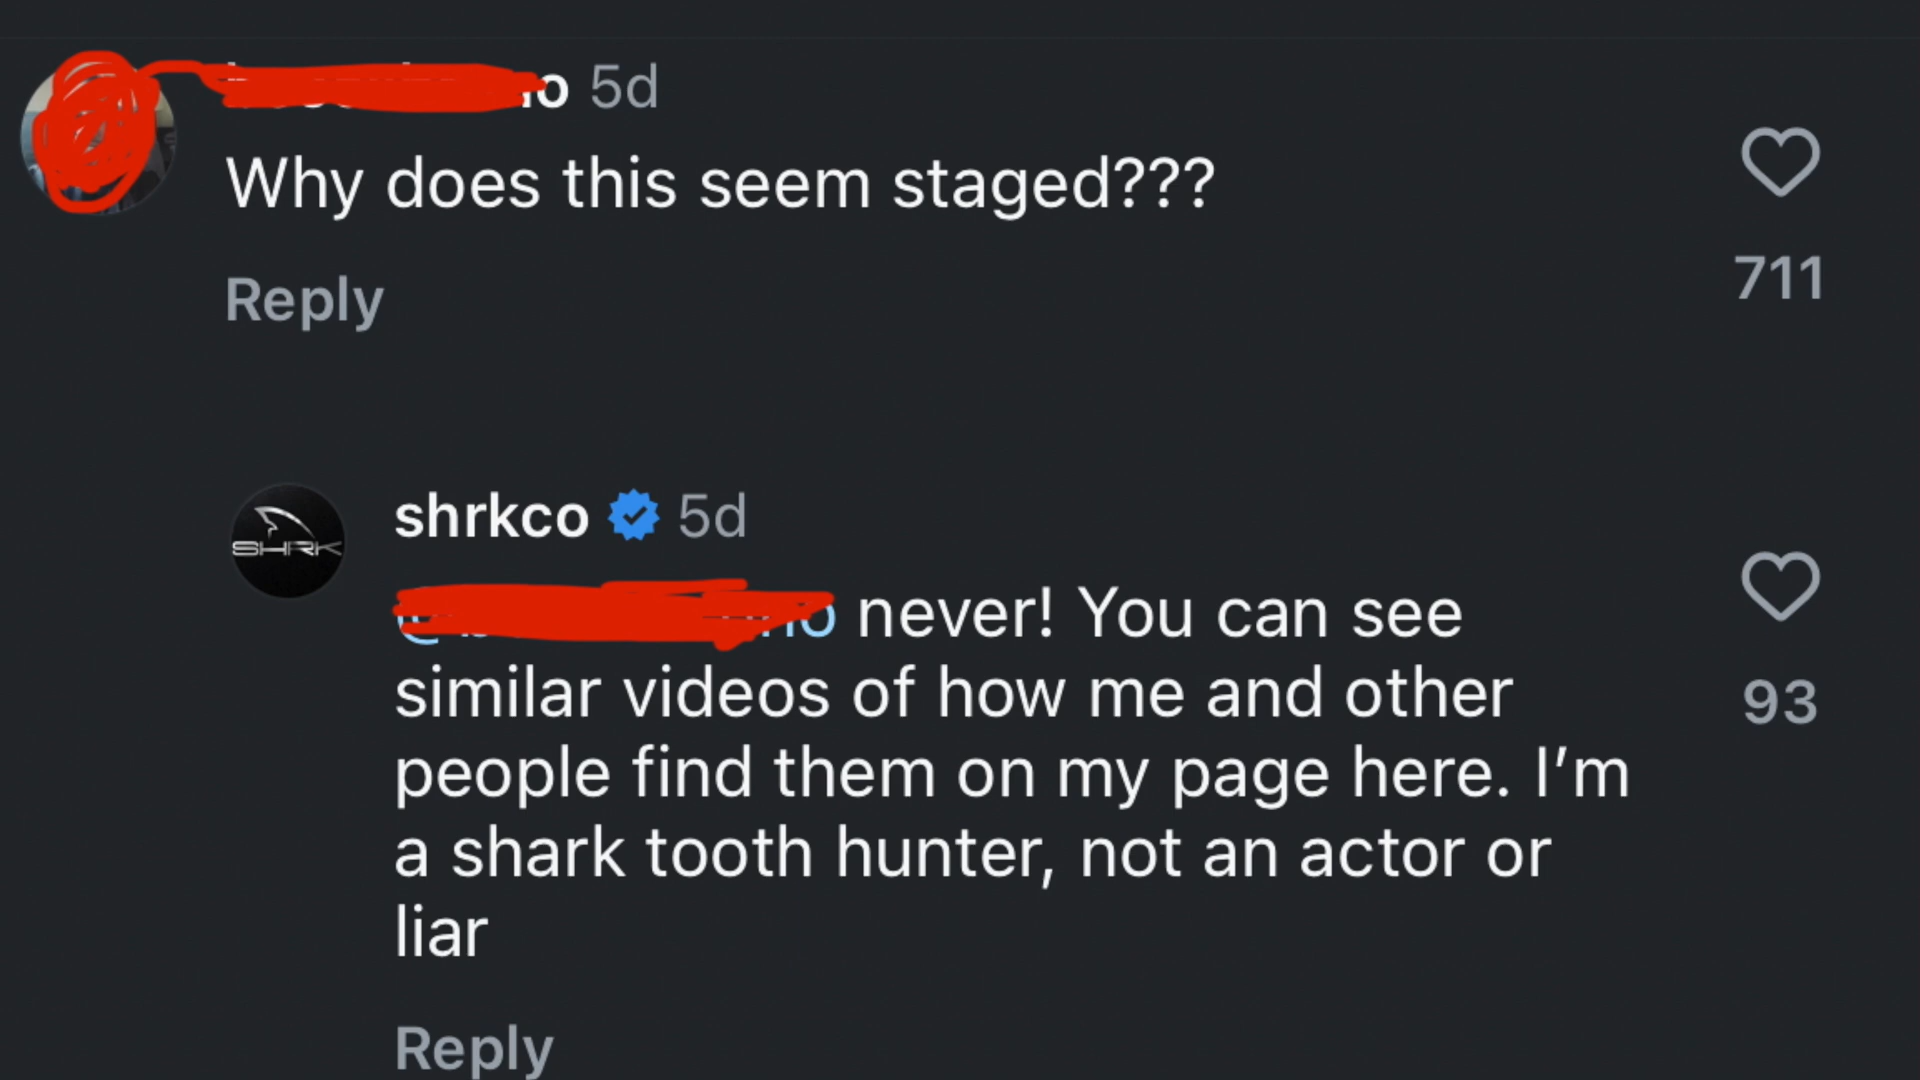 5d
Why does this seem staged???
711
Reply
SHRK
shrkco 5d
never! You can see
similar videos of how me and other
93
people find them on my page here. I’m
a shark tooth hunter, not an actor or
liar
Reply